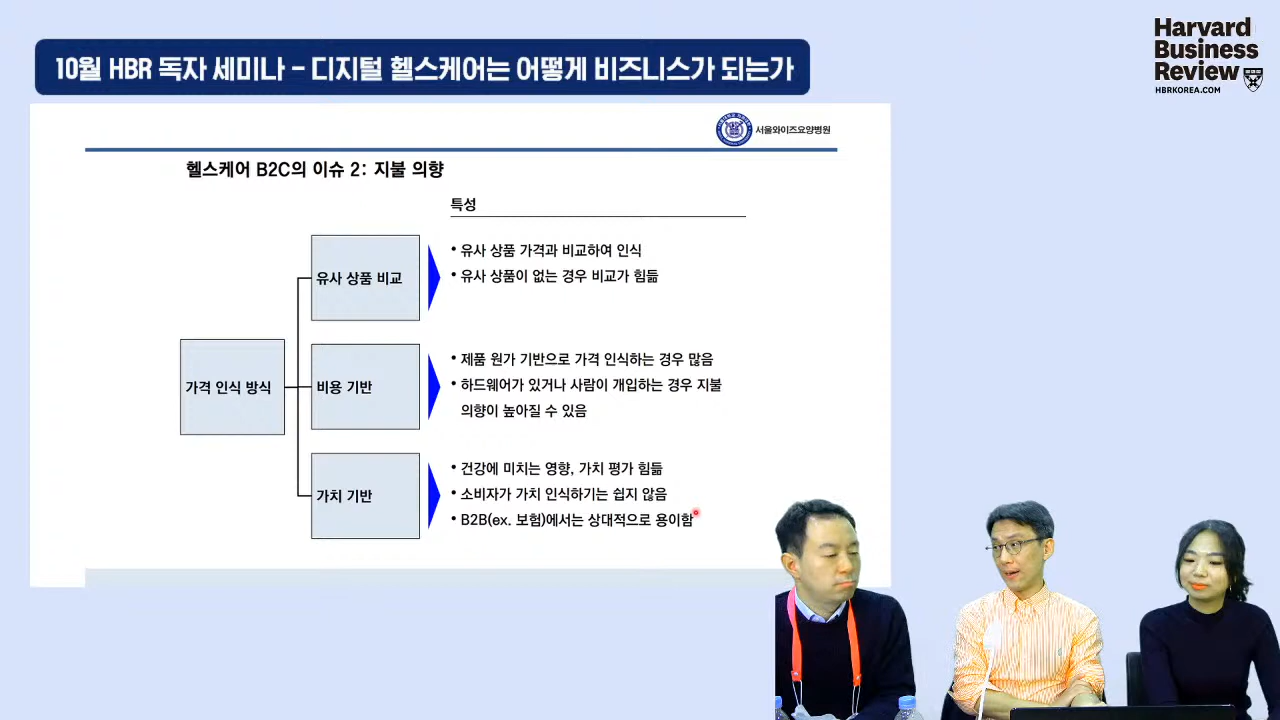 Harvard
Business
Review
HBRKOREA.COM
10월 HBR 독자 세미나 – 디지털 헬스케어는 어떻게 비즈니스가 되는가
서울와이즈요양병원
헬스케어 B2C의 이슈 2: 지불 의향
특성
가격 인식 방식
유사 상품 비교
• 유사 상품 가격과 비교하여 인식
• 유사 상품이 없는 경우 비교가 힘듦
비용 기반
• 제품 원가 기반으로 가격 인식하는 경우 많음
• 하드웨어가 있거나 사람이 개입하는 경우 지불
의향이 높아질 수 있음
가치 기반
• 건강에 미치는 영향, 가치 평가 힘듦
• 소비자가 가치 인식하기는 쉽지 않음
• B2B(ex. 보험)에서는 상대적으로 용이함